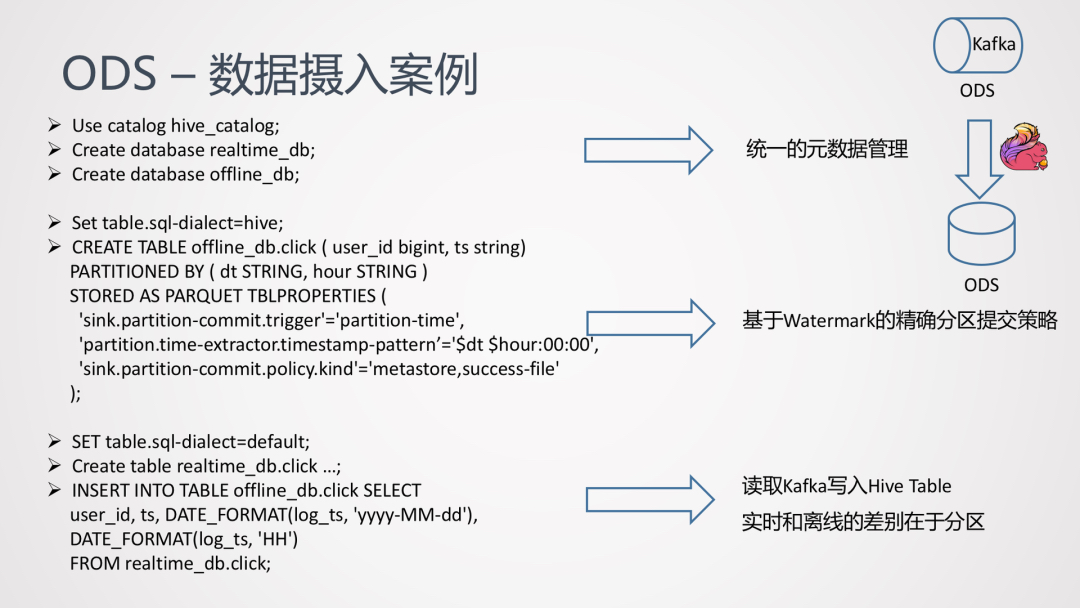 ODS – 数据摄入案例
Use catalog hive_catalog;
Create database realtime_db;
Create database offline_db;
统一的元数据管理
Set table.sql-dialect=hive;
CREATE TABLE offline_db.click ( user_id bigint, ts string)
PARTITIONED BY ( dt STRING, hour STRING )
STORED AS PARQUET TBLPROPERTIES (
'sink.partition-commit.trigger'='partition-time',
'partition.time-extractor.timestamp-pattern’='$dt $hour:00:00',
'sink.partition-commit.policy.kind'='metastore,success-file'
);
基于Watermark的精确分区提交策略
SET table.sql-dialect=default;
Create table realtime_db.click …;
INSERT INTO TABLE offline_db.click SELECT
user_id, ts, DATE_FORMAT(log_ts, 'yyyy-MM-dd'),
DATE_FORMAT(log_ts, 'HH')
FROM realtime_db.click;
读取Kafka写入Hive Table
实时和离线的差别在于分区
Kafka
ODS
ODS